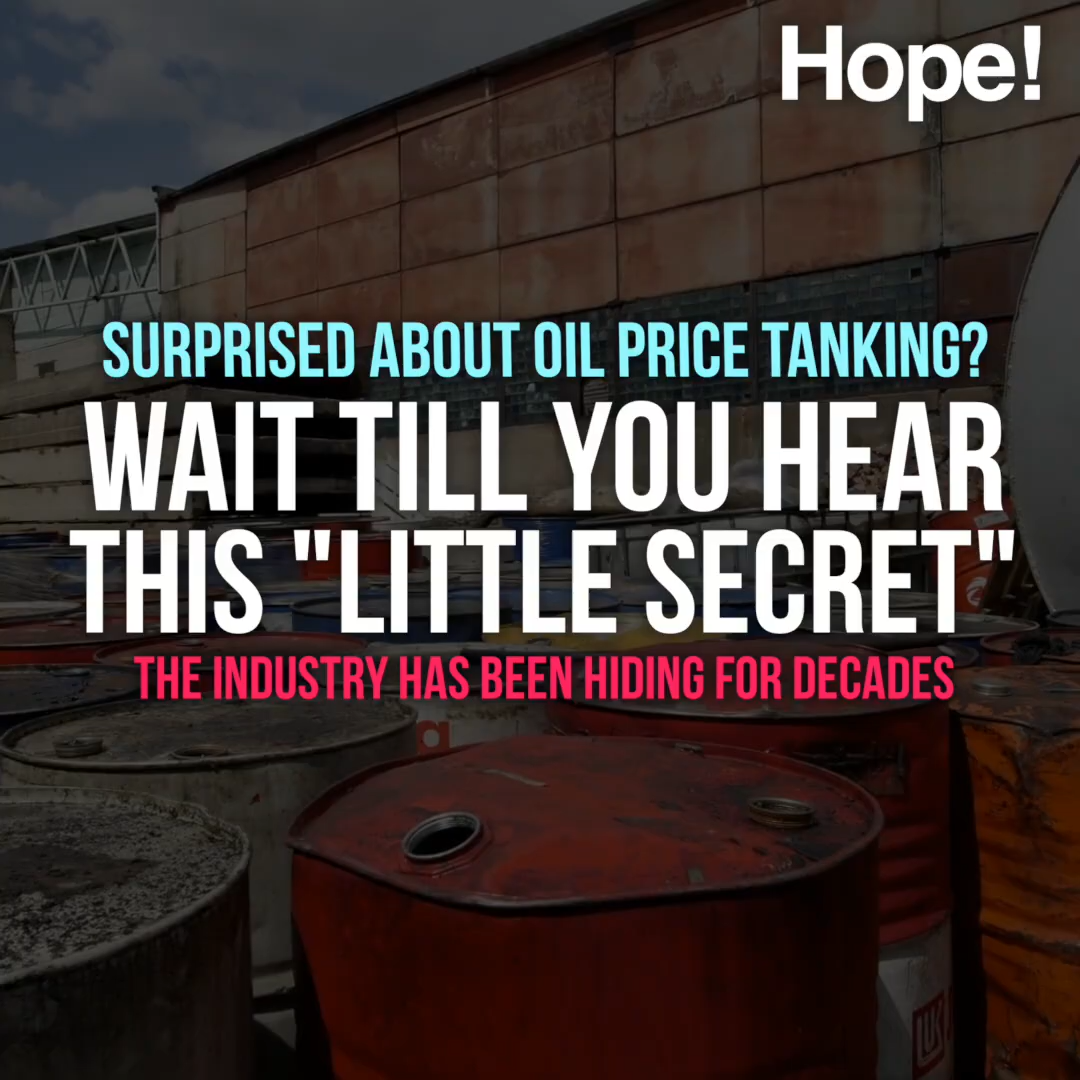 Hope!
SURPRISED ABOUT OIL PRICE TANKING?
WAIT TILL YOU HEAR
THIS "LITTLE SECRET"
THE INDUSTRY HAS BEEN HIDING FOR DECADES
a
LUK